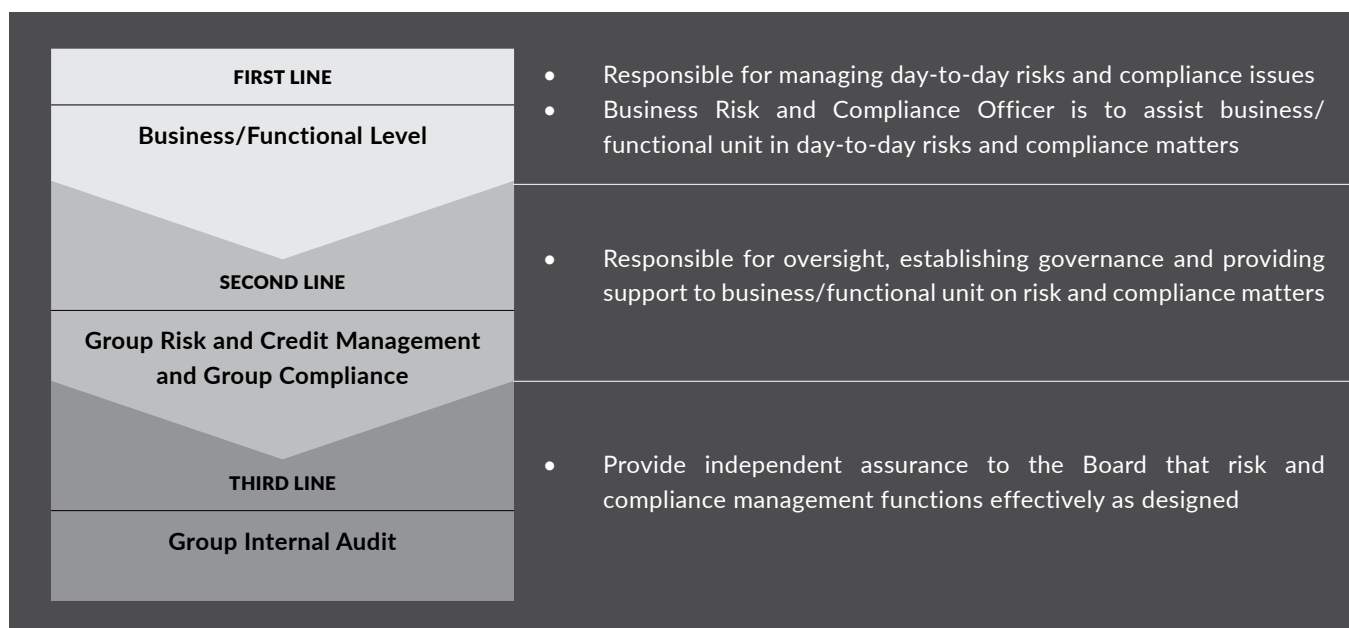 FIRST LINE
Business/Functional Level
• Responsible for managing day-to-day risks and compliance issues
• Business Risk and Compliance Officer is to assist business/
functional unit in day-to-day risks and compliance matters
SECOND LINE
Group Risk and Credit Management
and Group Compliance
• Responsible for oversight, establishing governance and providing
support to business/functional unit on risk and compliance matters
THIRD LINE
Group Internal Audit
• Provide independent assurance to the Board that risk and
compliance management functions effectively as designed